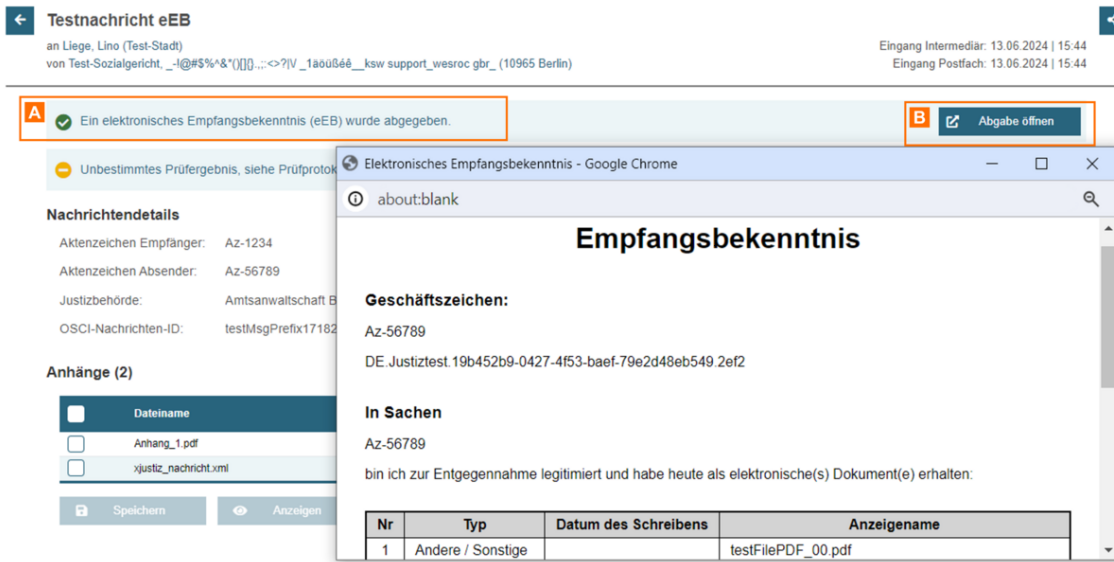 Testnachricht eEB
an Liege, Lino (Test-Stadt)
von Test-Sozialgericht, _-!@#$%^&*()[]{}.,;:<>?|\/ _1äöüßéê__ksw support_wesroc gbr_ (10965 Berlin)
Eingang Intermediär: 13.06.2024 | 15:44
Eingang Postfach: 13.06.2024 | 15:44
A
Ein elektronisches Empfangsbekenntnis (eEB) wurde abgegeben.
B
Abgabe öffnen
Unbestimmtes Prüfergebnis, siehe Prüfprotok
Elektronisches Empfangsbekenntnis - Google Chrome
about:blank
Nachrichtendetails
Aktenzeichen Empfänger: Az-1234
Aktenzeichen Absender: Az-56789
Justizbehörde: Amtsanwaltschaft B
OSCI-Nachrichten-ID: testMsgPrefix17182
Anhänge (2)
Dateiname
Anhang_1.pdf
xjustiz_nachricht.xml
Speichern
Anzeigen
Empfangsbekenntnis
Geschäftszeichen:
Az-56789
DE.Justiztest.19b452b9-0427-4f53-baef-79e2d48eb549.2ef2
In Sachen
Az-56789
bin ich zur Entgegennahme legitimiert und habe heute als elektronische(s) Dokument(e) erhalten:
Nr Typ Datum des Schreibens Anzeigename
1 Andere / Sonstige testFilePDF_00.pdf